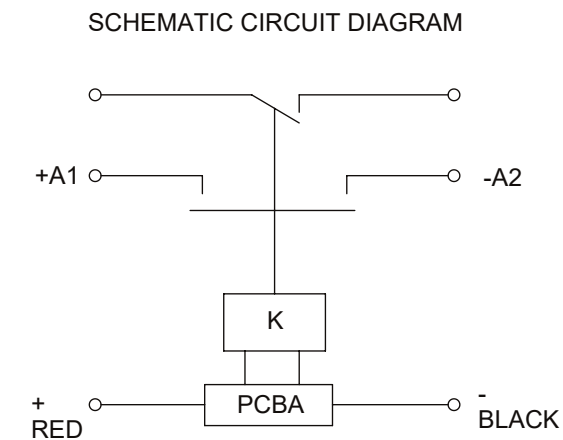 SCHEMATIC CIRCUIT DIAGRAM
+A1
-A2
K
PCBA
+
RED
-
BLACK